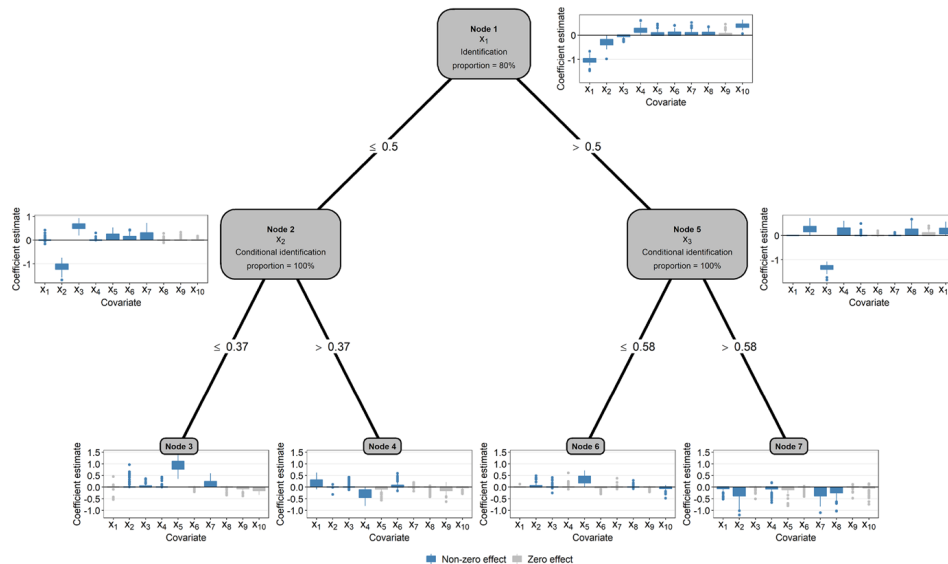 Node 1
X1
Identification
proportion = 80%
Coefficient estimate
0
-1
X1 X2 X3 X4 X5 X6 X7 X8 X9 X10
Covariate
≤ 0.5
> 0.5
Coefficient estimate
1
0
-1
X1 X2 X3 X4 X5 X6 X7 X8 X9 X10
Covariate
Node 2
X2
Conditional identification
proportion = 100%
Node 5
X3
Conditional identification
proportion = 100%
Coefficient estimate
0
-1
X1 X2 X3 X4 X5 X6 X7 X8 X9 X1
Covariate
≤ 0.37
> 0.37
≤ 0.58
> 0.58
Node 3
Coefficient estimate
1.5
1.0
0.5
0.0
-0.5
-1.0
X1 X2 X3 X4 X5 X6 X7 X8 X9 X10
Covariate
Node 4
Coefficient estimate
1.5
1.0
0.5
0.0
-0.5
-1.0
X1 X2 X3 X4 X5 X6 X7 X8 X9 X10
Covariate
Node 6
Coefficient estimate
1.5
1.0
0.5
0.0
-0.5
-1.0
X1 X2 X3 X4 X5 X6 X7 X8 X9 X10
Covariate
Node 7
Coefficient estimate
1.5
1.0
0.5
0.0
-0.5
-1.0
X1 X2 X3 X4 X5 X6 X7 X8 X9 X10
Covariate
Non-zero effect Zero effect